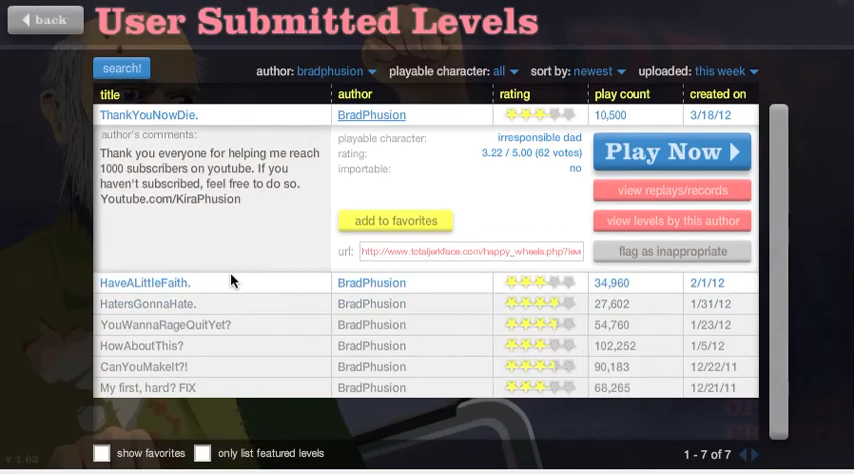 back
User Submitted Levels
search!
author: bradphusion playable character: all sort by: newest uploaded: this week
title author rating play count created on
ThankYouNowDie. BradPhusion 10,500 3/18/12
author's comments:
Thank you everyone for helping me reach
1000 subscribers on youtube. If you
haven't subscribed, feel free to do so.
Youtube.com/KiraPhusion
playable character: irresponsible dad
rating: 3.22 / 5.00 (62 votes)
importable: no
add to favorites
url: http://www.totaljerkface.com/happy_wheels.php?leve
Play Now
view replays/records
view levels by this author
flag as inappropriate
HaveALittleFaith. BradPhusion 34,960 2/1/12
HatersGonnaHate. BradPhusion 27,602 1/31/12
YouWannaRageQuitYet? BradPhusion 54,760 1/23/12
HowAboutThis? BradPhusion 102,252 1/5/12
CanYouMakeIt?! BradPhusion 90,183 12/22/11
My first, hard? FIX BradPhusion 68,265 12/21/11
show favorites only list featured levels 1 - 7 of 7
v 1.62